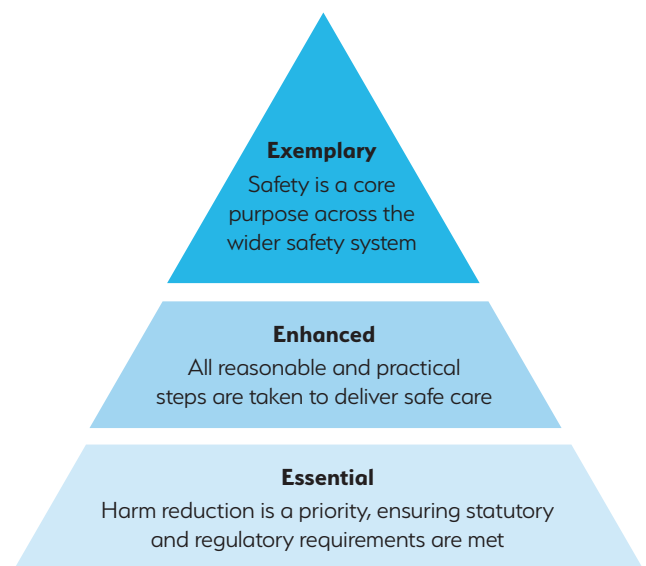 Exemplary
Safety is a core
purpose across the
wider safety system
Enhanced
All reasonable and practical
steps are taken to deliver safe care
Essential
Harm reduction is a priority, ensuring statutory
and regulatory requirements are met